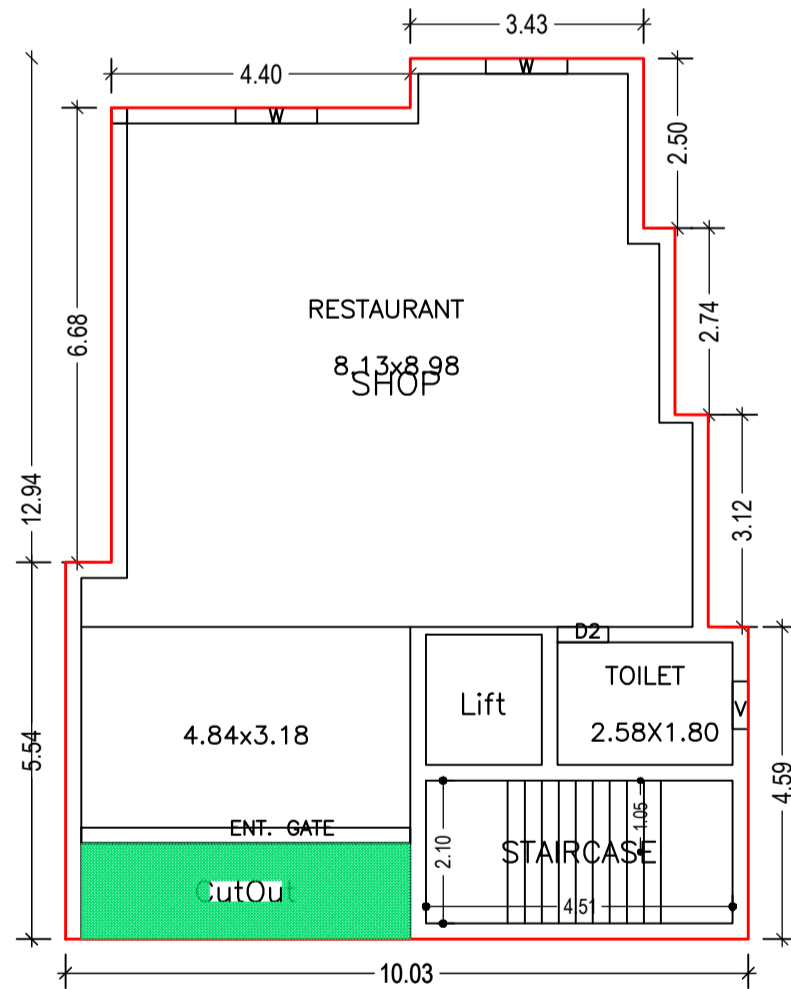 3.43
4.40
W
W
2.50
6.68
2.74
RESTAURANT
8.13x8.98
SHOP
12.94
3.12
D2
TOILET
Lift
V
2.58X1.80
4.84x3.18
5.54
4.59
1.05
ENT. GATE
2.10
STAIRCASE
CutOut
4.51
10.03